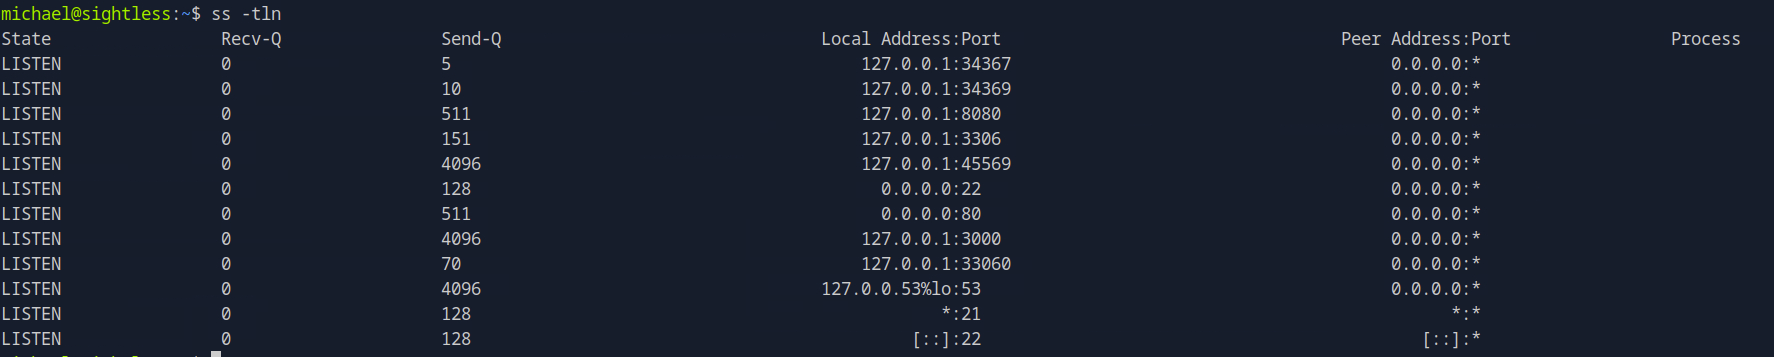 michael@sightless:~$ ss -tln
State Recv-Q Send-Q Local Address:Port Peer Address:Port Process
LISTEN 0 5 127.0.0.1:34367 0.0.0.0:*
LISTEN 0 10 127.0.0.1:34369 0.0.0.0:*
LISTEN 0 511 127.0.0.1:8080 0.0.0.0:*
LISTEN 0 151 127.0.0.1:3306 0.0.0.0:*
LISTEN 0 4096 127.0.0.1:45569 0.0.0.0:*
LISTEN 0 128 0.0.0.0:22 0.0.0.0:*
LISTEN 0 511 0.0.0.0:80 0.0.0.0:*
LISTEN 0 4096 127.0.0.1:3000 0.0.0.0:*
LISTEN 0 70 127.0.0.1:33060 0.0.0.0:*
LISTEN 0 4096 127.0.0.53%lo:53 0.0.0.0:*
LISTEN 0 128 *:21 *:*
LISTEN 0 128 [::]:22 [::]:*